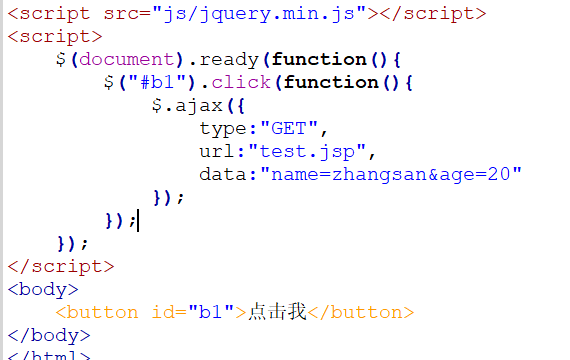 <script src="js/jquery.min.js"></script>
<script>
    $(document).ready(function(){
        $("#b1").click(function(){
            $.ajax({
                type:"GET",
                url:"test.jsp",
                data:"name=zhangsan&age=20"
            });
        });
    });
</script>
<body>
    <button id="b1">点击我</button>
</body>
</html>